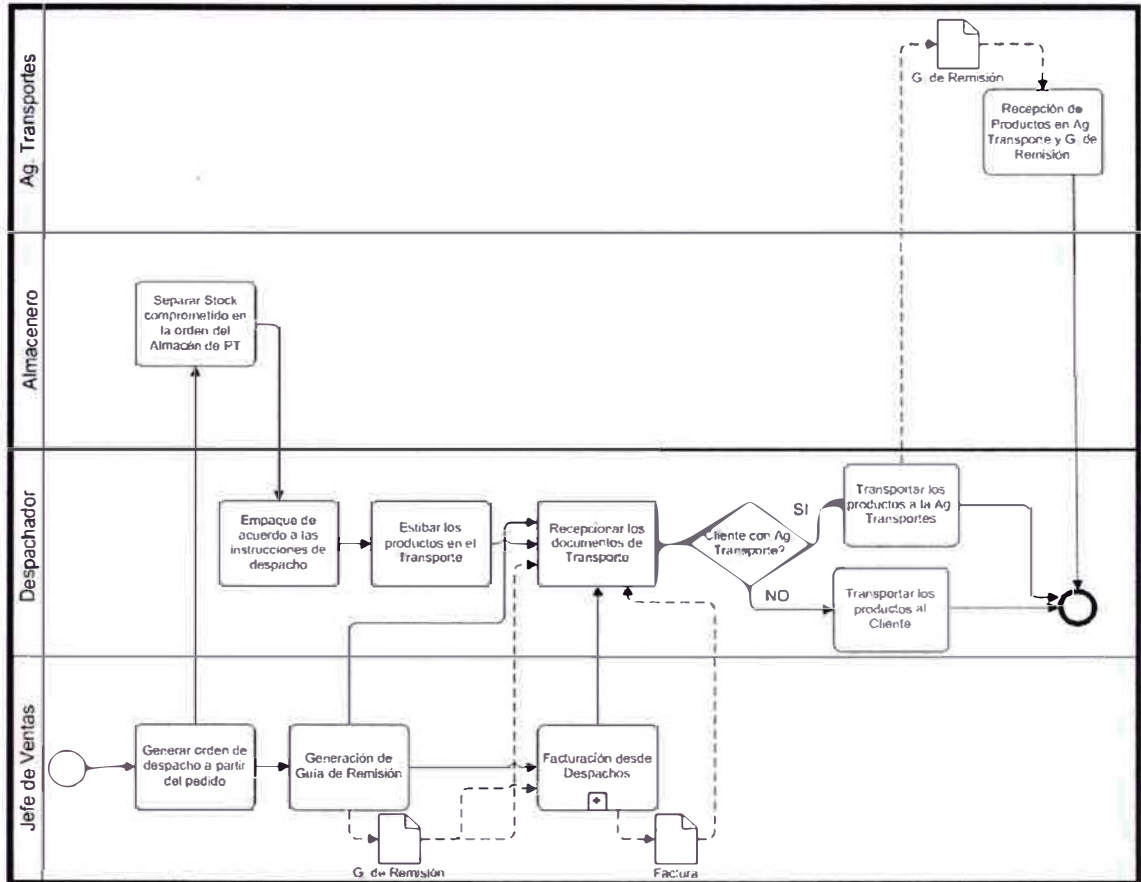 Ag. Transportes
G. de Remisión
Recepción de
Productos en Ag
Transporte y G. de
Remisión
Almacenero
Separar Stock
comprometido en
la orden del
Almacén de PT
Despachador
Empaque de
acuerdo a las
instrucciones de
despacho
Estibar los
productos en el
Transporte
Recepcionar los
documentos de
Transporte
Cliente con Ag
Transporte?
SI
NO
Transportar los
productos a la Ag
Transportes
Transportar los
productos al
Cliente
Jefe de Ventas
Generar orden de
despacho a partir
del pedido
Generación de
Guía de Remisión
Facturación desde
Despachos
G. de Remisión
Factura